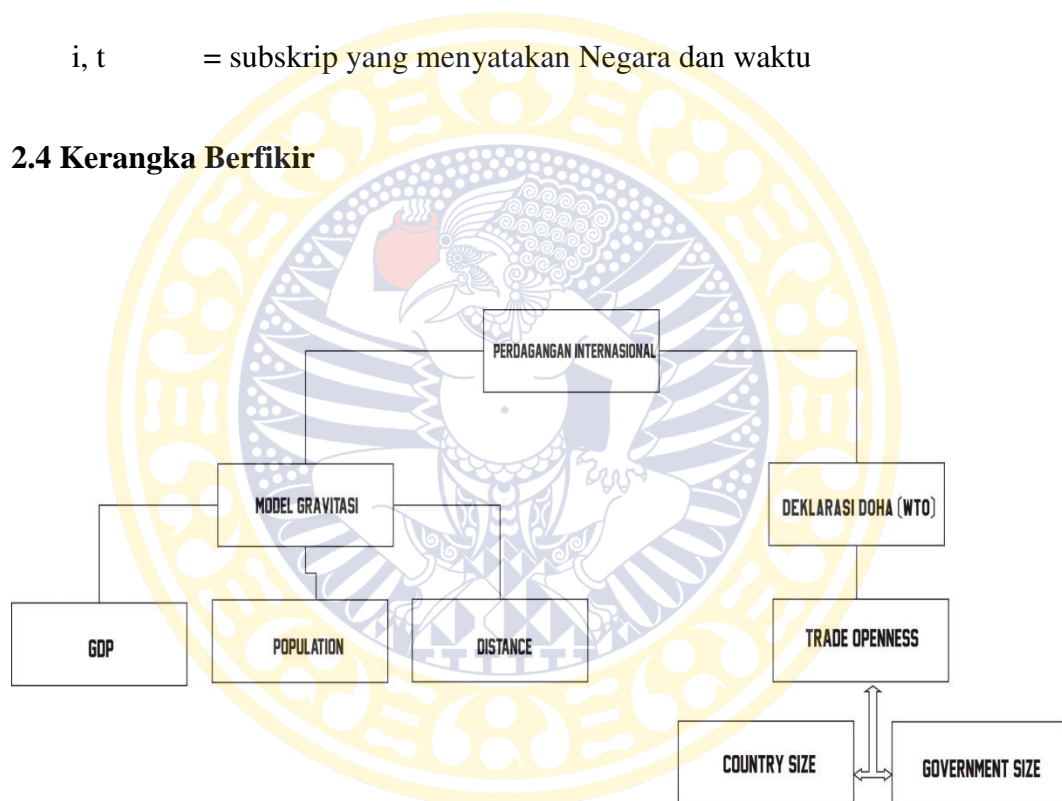 i, t = subskrip yang menyatakan Negara dan waktu
2.4 Kerangka Berfikir
PERDAGANGAN INTERNASIONAL
MODEL GRAVITASI
DEKLARASI DOHA (WTO)
GDP
POPULATION
DISTANCE
TRADE OPENNESS
COUNTRY SIZE
GOVERNMENT SIZE